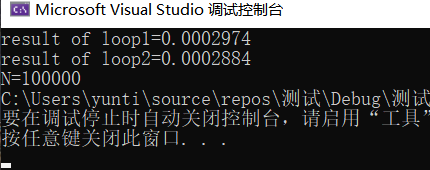 Microsoft Visual Studio 调试控制台
result of loop1=0.0002974
result of loop2=0.0002884
N=100000
C:\Users\yunti\source\repos\测试\Debug\测试
要在调试停止时自动关闭控制台，请启用“工具”
按任意键关闭此窗口. . .